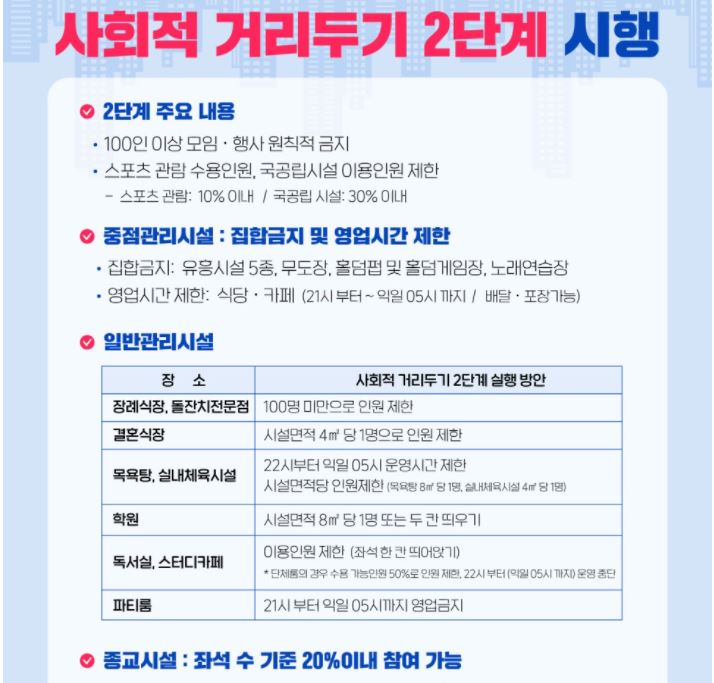 사회적 거리두기 2단계 시행
2단계 주요 내용
• 100인 이상 모임 · 행사 원칙적 금지
• 스포츠 관람 수용인원, 국공립시설 이용인원 제한
- 스포츠 관람: 10% 이내 / 국공립 시설: 30% 이내
중점관리시설 : 집합금지 및 영업시간 제한
• 집합금지: 유흥시설 5종, 무도장, 홀덤펍 및 홀덤게임장, 노래연습장
• 영업시간 제한: 식당 · 카페 (21시 부터 ~ 익일 05시 까지 / 배달 · 포장가능)
일반관리시설
장 소 사회적 거리두기 2단계 실행 방안
장례식장, 돌잔치전문점 100명 미만으로 인원 제한
결혼식장 시설면적 4㎡ 당 1명으로 인원 제한
목욕탕, 실내체육시설 22시부터 익일 05시 운영시간 제한
시설면적당 인원제한 (목욕탕 8㎡ 당 1명, 실내체육시설 4㎡ 당 1명)
학원 시설면적 8㎡ 당 1명 또는 두 칸 띄우기
독서실, 스터디카페 이용인원 제한 (좌석 한 칸 띄어앉기)
* 단체룸의 경우 수용 가능인원 50%로 인원 제한, 22시 부터 (익일 05시 까지) 운영 중단
파티룸 21시 부터 익일 05시까지 영업금지
종교시설 : 좌석 수 기준 20%이내 참여 가능